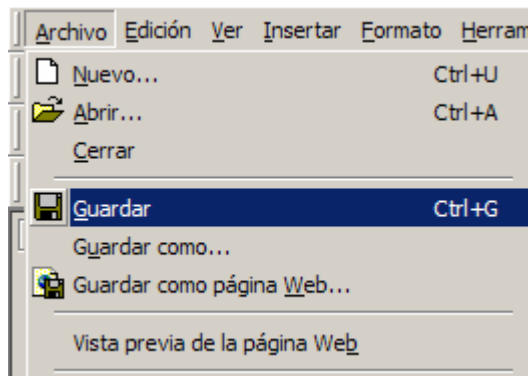 Archivo Edición Ver Insertar Formato Herram
Nuevo... Ctrl+U
Abrir... Ctrl+A
Cerrar
Guardar Ctrl+G
Guardar como...
Guardar como página Web...
Vista previa de la página Web